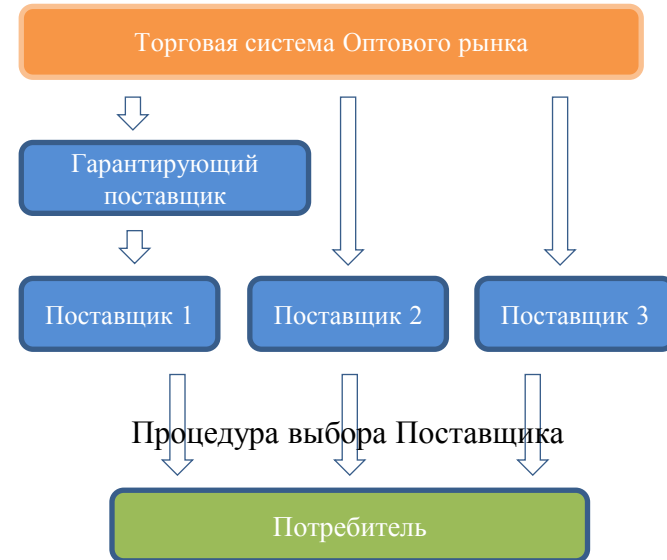 Торговая система Оптового рынка
Гарантирующий
поставщик
Поставщик 1
Поставщик 2
Поставщик 3
Процедура выбора Поставщика
Потребитель